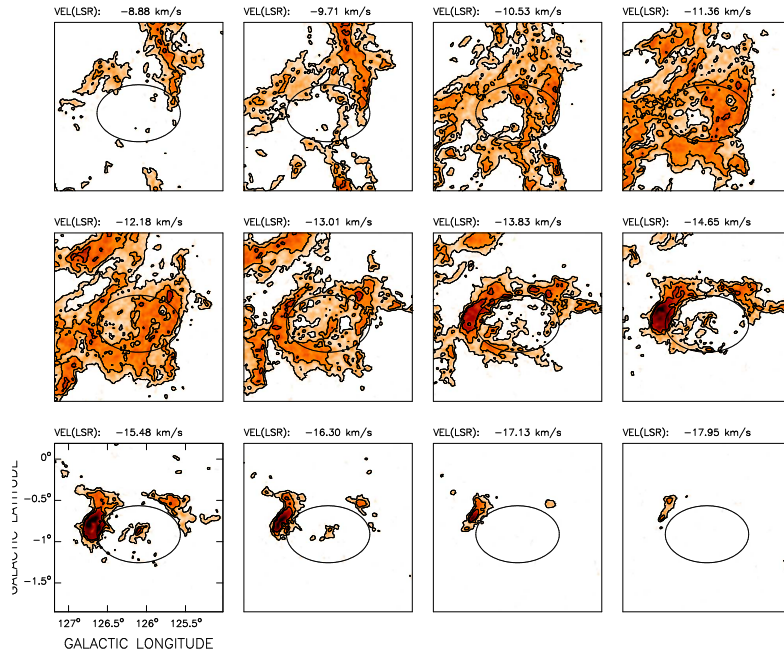 VEL(LSR): −8.88 km/s VEL(LSR): −9.71 km/s VEL(LSR): −10.53 km/s VEL(LSR): −11.36 km/s
VEL(LSR): −12.18 km/s VEL(LSR): −13.01 km/s VEL(LSR): −13.83 km/s VEL(LSR): −14.65 km/s
VEL(LSR): −15.48 km/s VEL(LSR): −16.30 km/s VEL(LSR): −17.13 km/s VEL(LSR): −17.95 km/s
0°
−0.5°
−1°
−1.5°
GALACTIC LATITUDE
127° 126.5° 126° 125.5°
GALACTIC LONGITUDE